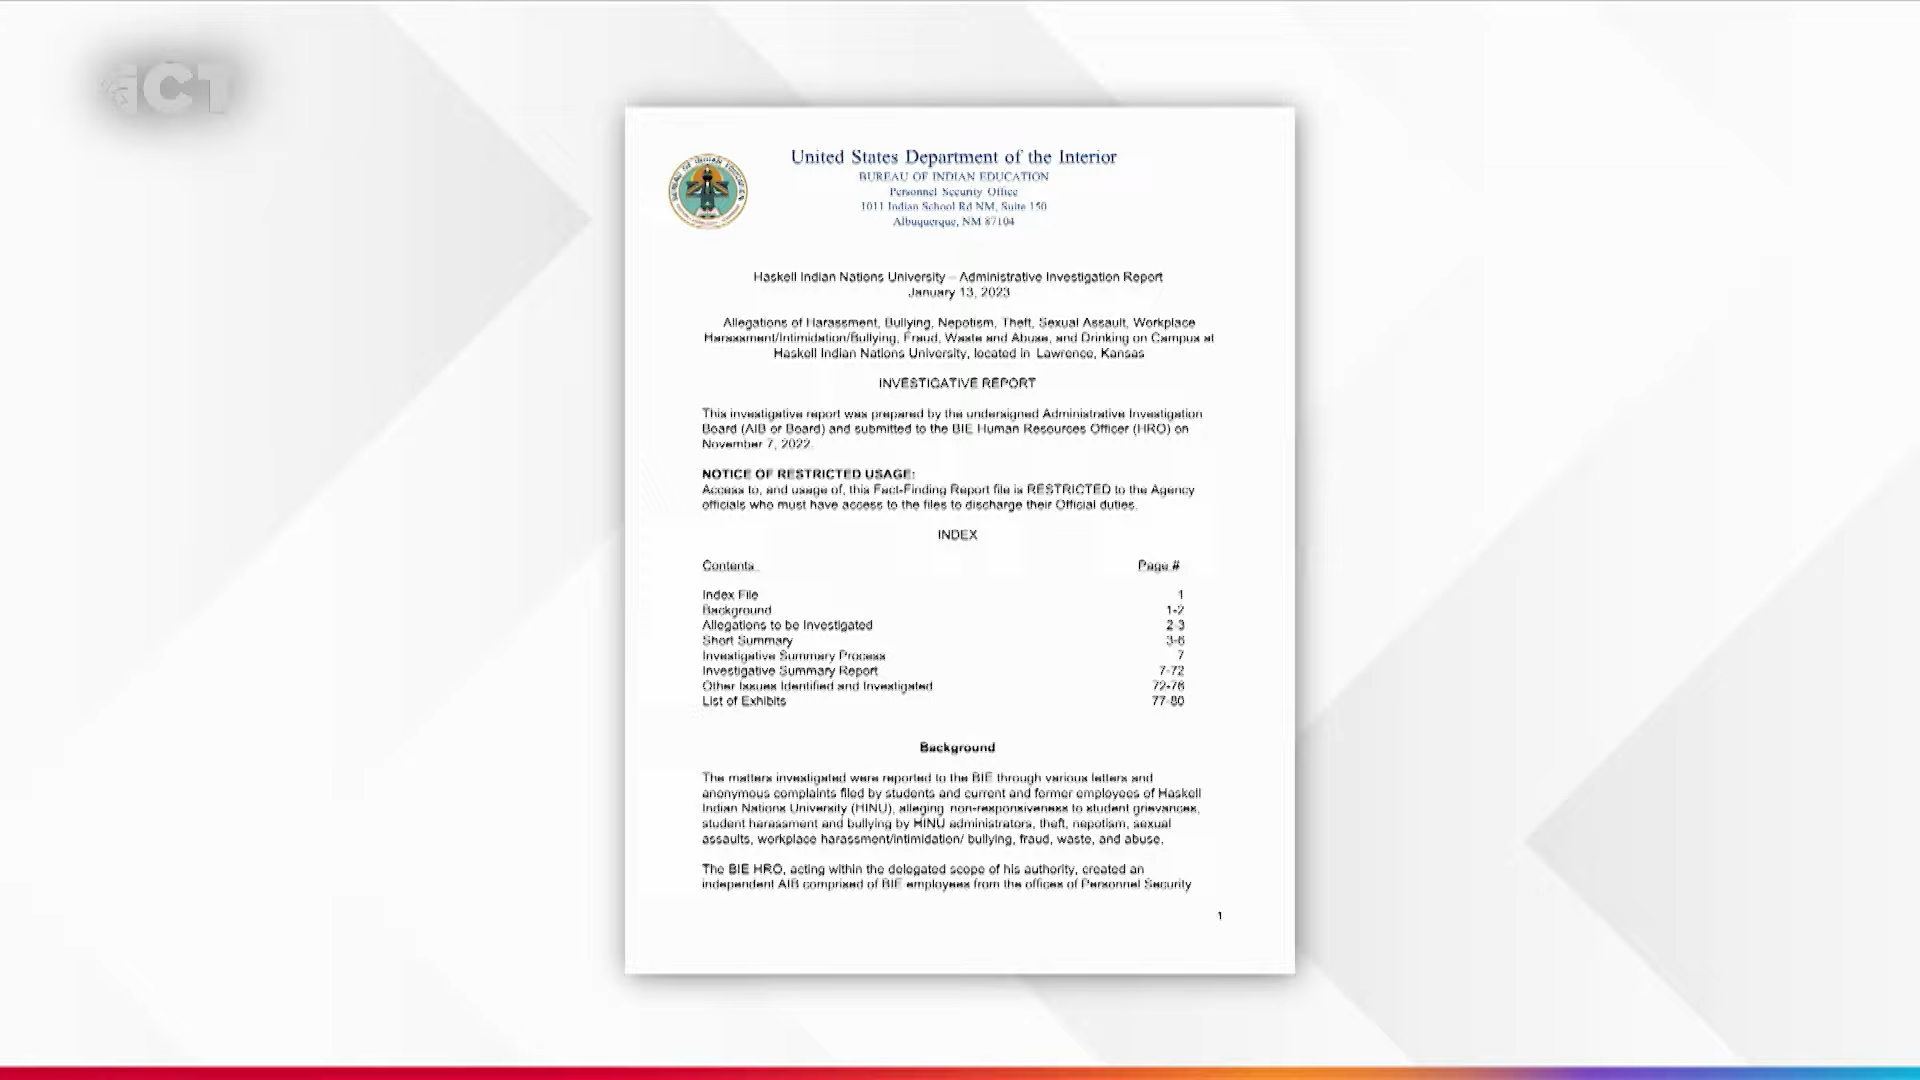 ICT
United States Department of the Interior
BUREAU OF INDIAN EDUCATION
Personnel Security Office
1011 Indian School Rd NM, Suite 150
Albuquerque, NM 87104
Haskell Indian Nations University – Administrative Investigation Report
January 13, 2023
Allegations of Harassment, Bullying, Nepotism, Theft, Sexual Assault, Workplace
Harassment/Intimidation/Bullying, Fraud, Waste and Abuse, and Drinking on Campus at
Haskell Indian Nations University, located in Lawrence, Kansas
INVESTIGATIVE REPORT
This investigative report was prepared by the undersigned Administrative Investigation
Board (AIB or Board) and submitted to the BIE Human Resources Officer (HRO) on
November 7, 2022.
NOTICE OF RESTRICTED USAGE:
Access to, and usage of, this Fact-Finding Report file is RESTRICTED to the Agency
officials who must have access to the files to discharge their Official duties.
INDEX
Contents Page #
Index File 1
Background 1-2
Allegations to be Investigated 2-3
Short Summary 3-6
Investigative Summary Process 7
Investigative Summary Report 7-72
Other Issues Identified and Investigated 72-76
List of Exhibits 77-80
Background
The matters investigated were reported to the BIE through various letters and
anonymous complaints filed by students and current and former employees of Haskell
Indian Nations University (HINU), alleging non-responsiveness to student grievances,
student harassment and bullying by HINU administrators, theft, nepotism, sexual
assaults, workplace harassment/intimidation/ bullying, fraud, waste, and abuse.
The BIE HRO, acting within the delegated scope of his authority, created an
independent AIB comprised of BIE employees from the offices of Personnel Security
1